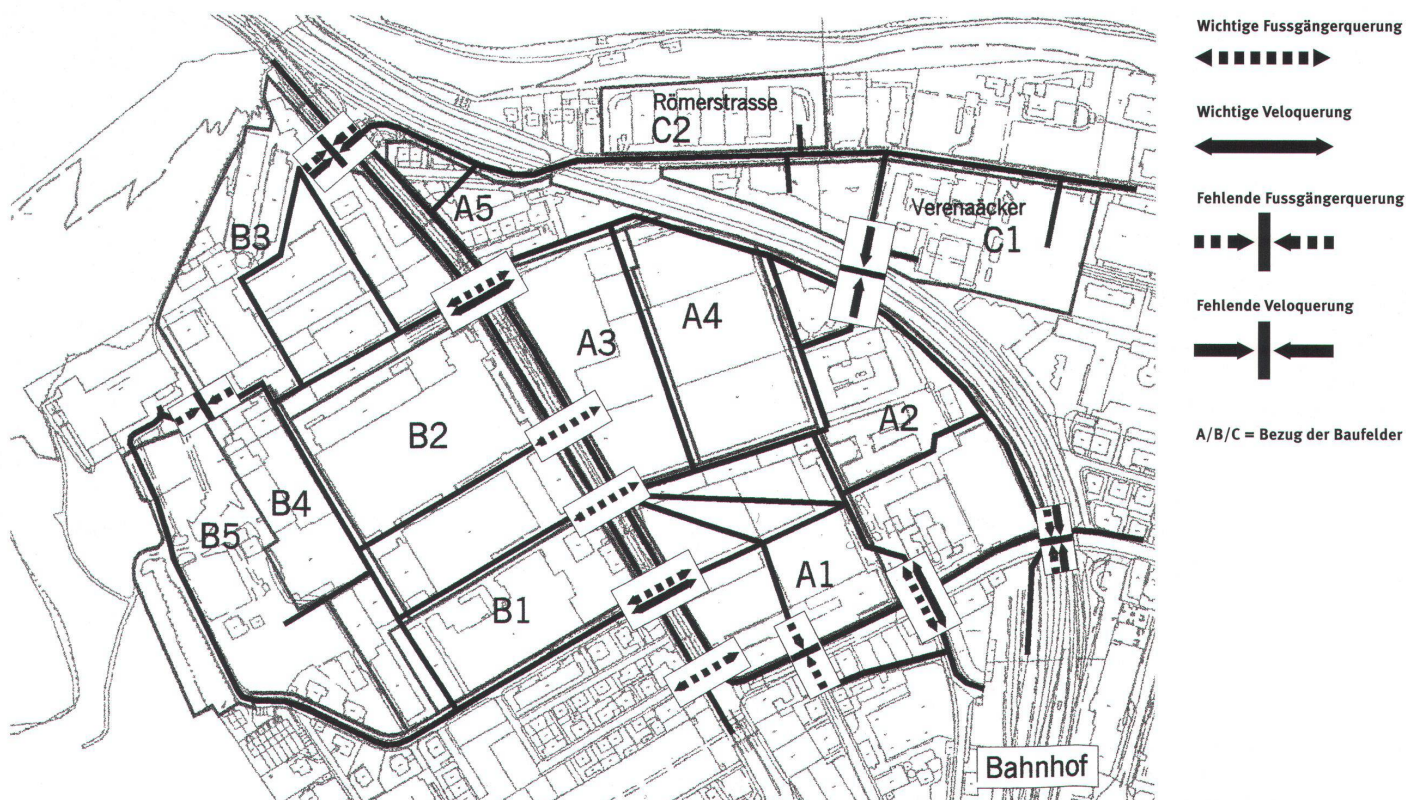 Römerstrasse
C2
A5
Verenaäcker
C1
B3
A4
A3
A2
B2
B4
B5
A1
B1
Bahnhof
Wichtige Fussgängerquerung
Wichtige Veloquerung
Fehlende Fussgängerquerung
Fehlende Veloquerung
A/B/C = Bezug der Baufelder